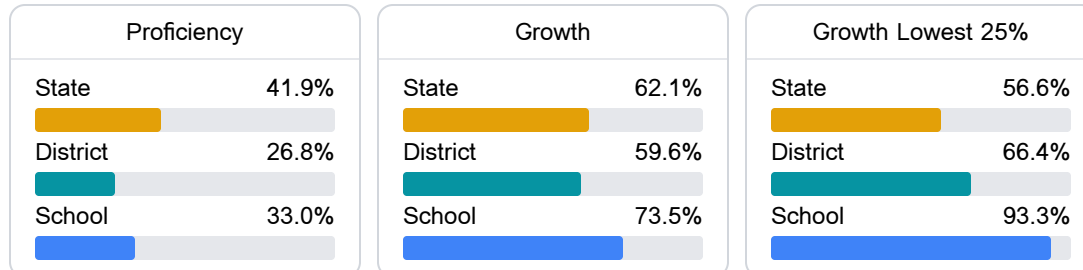 Proficiency
State 41.9%
District 26.8%
School 33.0%
Growth
State 62.1%
District 59.6%
School 73.5%
Growth Lowest 25%
State 56.6%
District 66.4%
School 93.3%